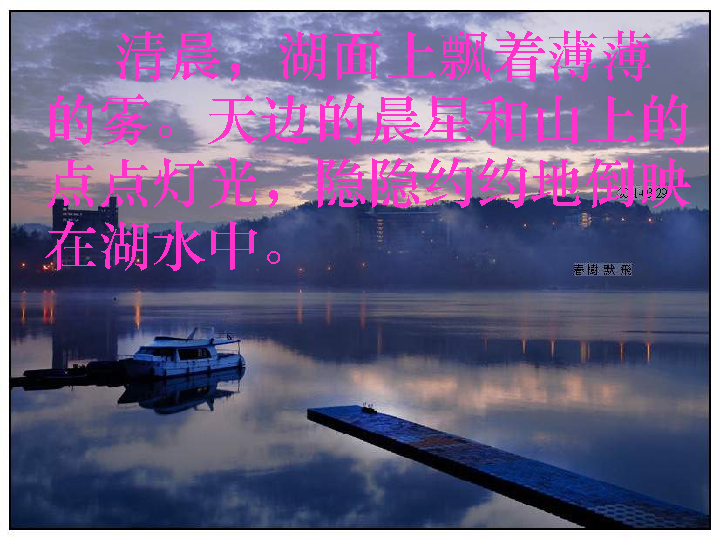 清晨，湖面上飘着薄薄
的雾。天边的晨星和山上的
点点灯光，隐隐约约地倒映
在湖水中。
春樹 默 飛